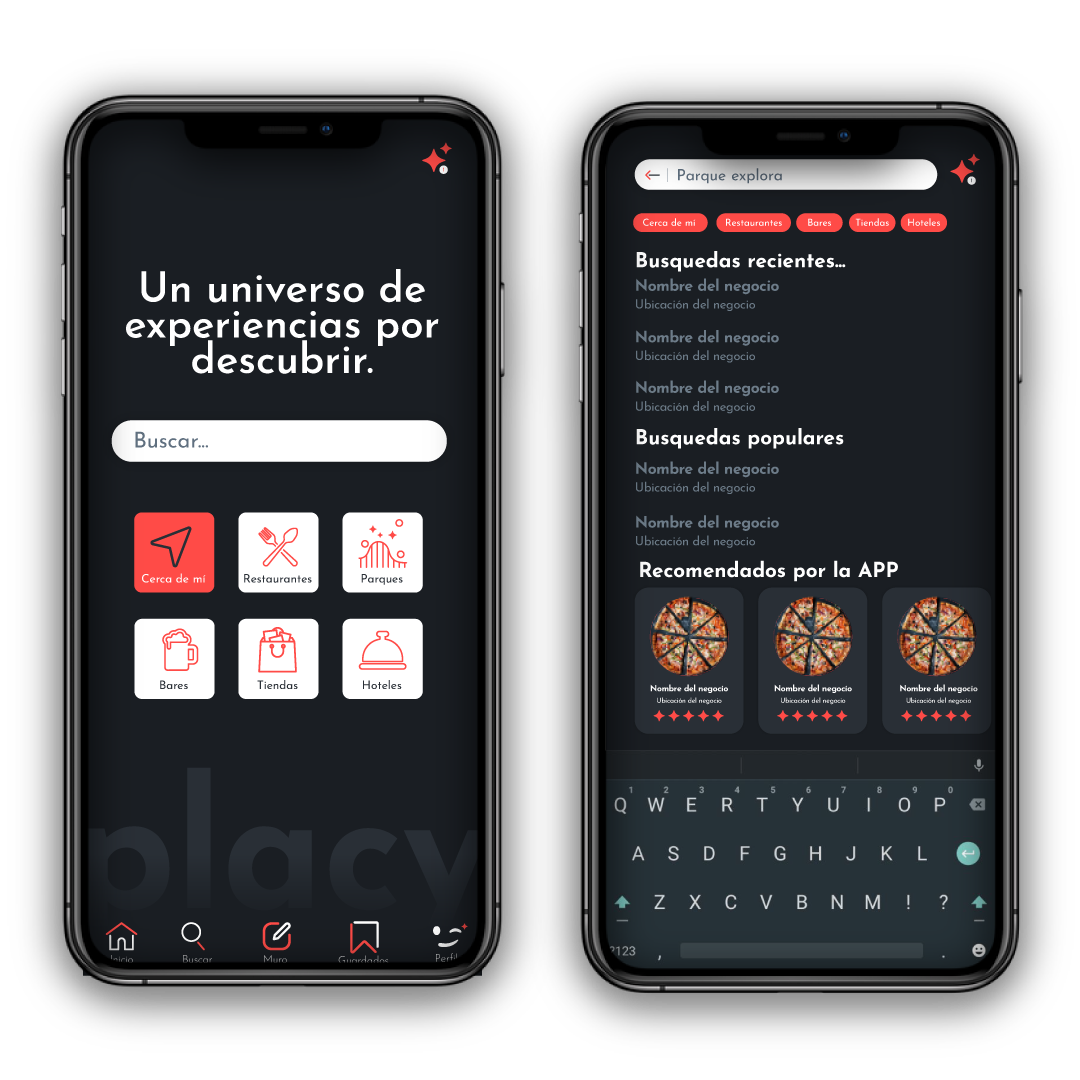 Un universo de
experiencias por
descubrir.
Buscar...
Cerca de mi
Restaurantes
Parques
Bares
Tiendas
Hoteles
placy
Inicio
Buscar
Muro
Guardados
Perfil
Parque explora
Cerca de mi
Restaurantes
Bares
Tiendas
Hoteles
Busquedas recientes...
Nombre del negocio
Ubicación del negocio
Nombre del negocio
Ubicación del negocio
Nombre del negocio
Ubicación del negocio
Busquedas populares
Nombre del negocio
Ubicación del negocio
Nombre del negocio
Ubicación del negocio
Recomendados por la APP
Nombre del negocio
Ubicación del negocio
Nombre del negocio
Ubicación del negocio
Nombre del negocio
Ubicación del negocio
1 2 3 4 5 6 7 8 9 0
Q W E R T Y U I O P
A S D F G H J K L
Z X C V B N M ! ?
?123 , .